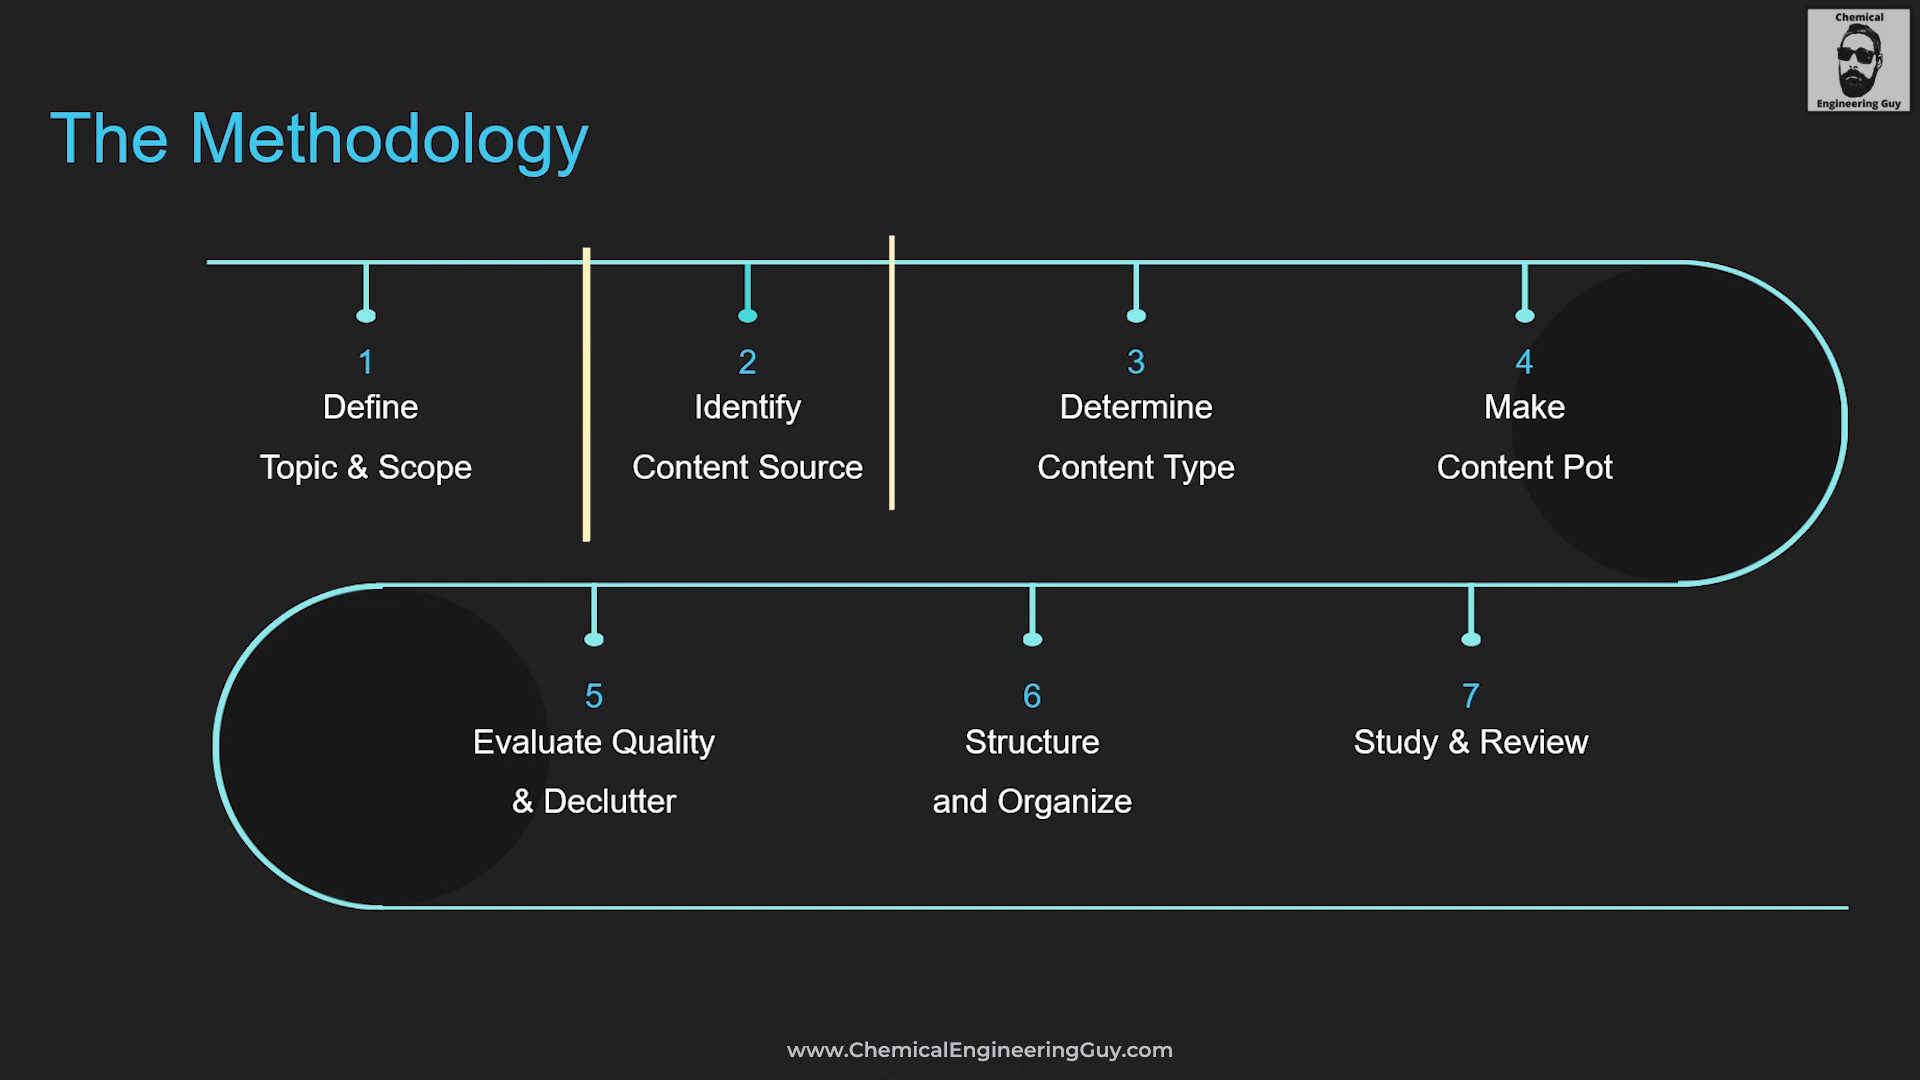 Chemical
Engineering Guy
The Methodology
1
Define
Topic & Scope
2
Identify
Content Source
3
Determine
Content Type
4
Make
Content Pot
5
Evaluate Quality
& Declutter
6
Structure
and Organize
7
Study & Review
www.ChemicalEngineeringGuy.com